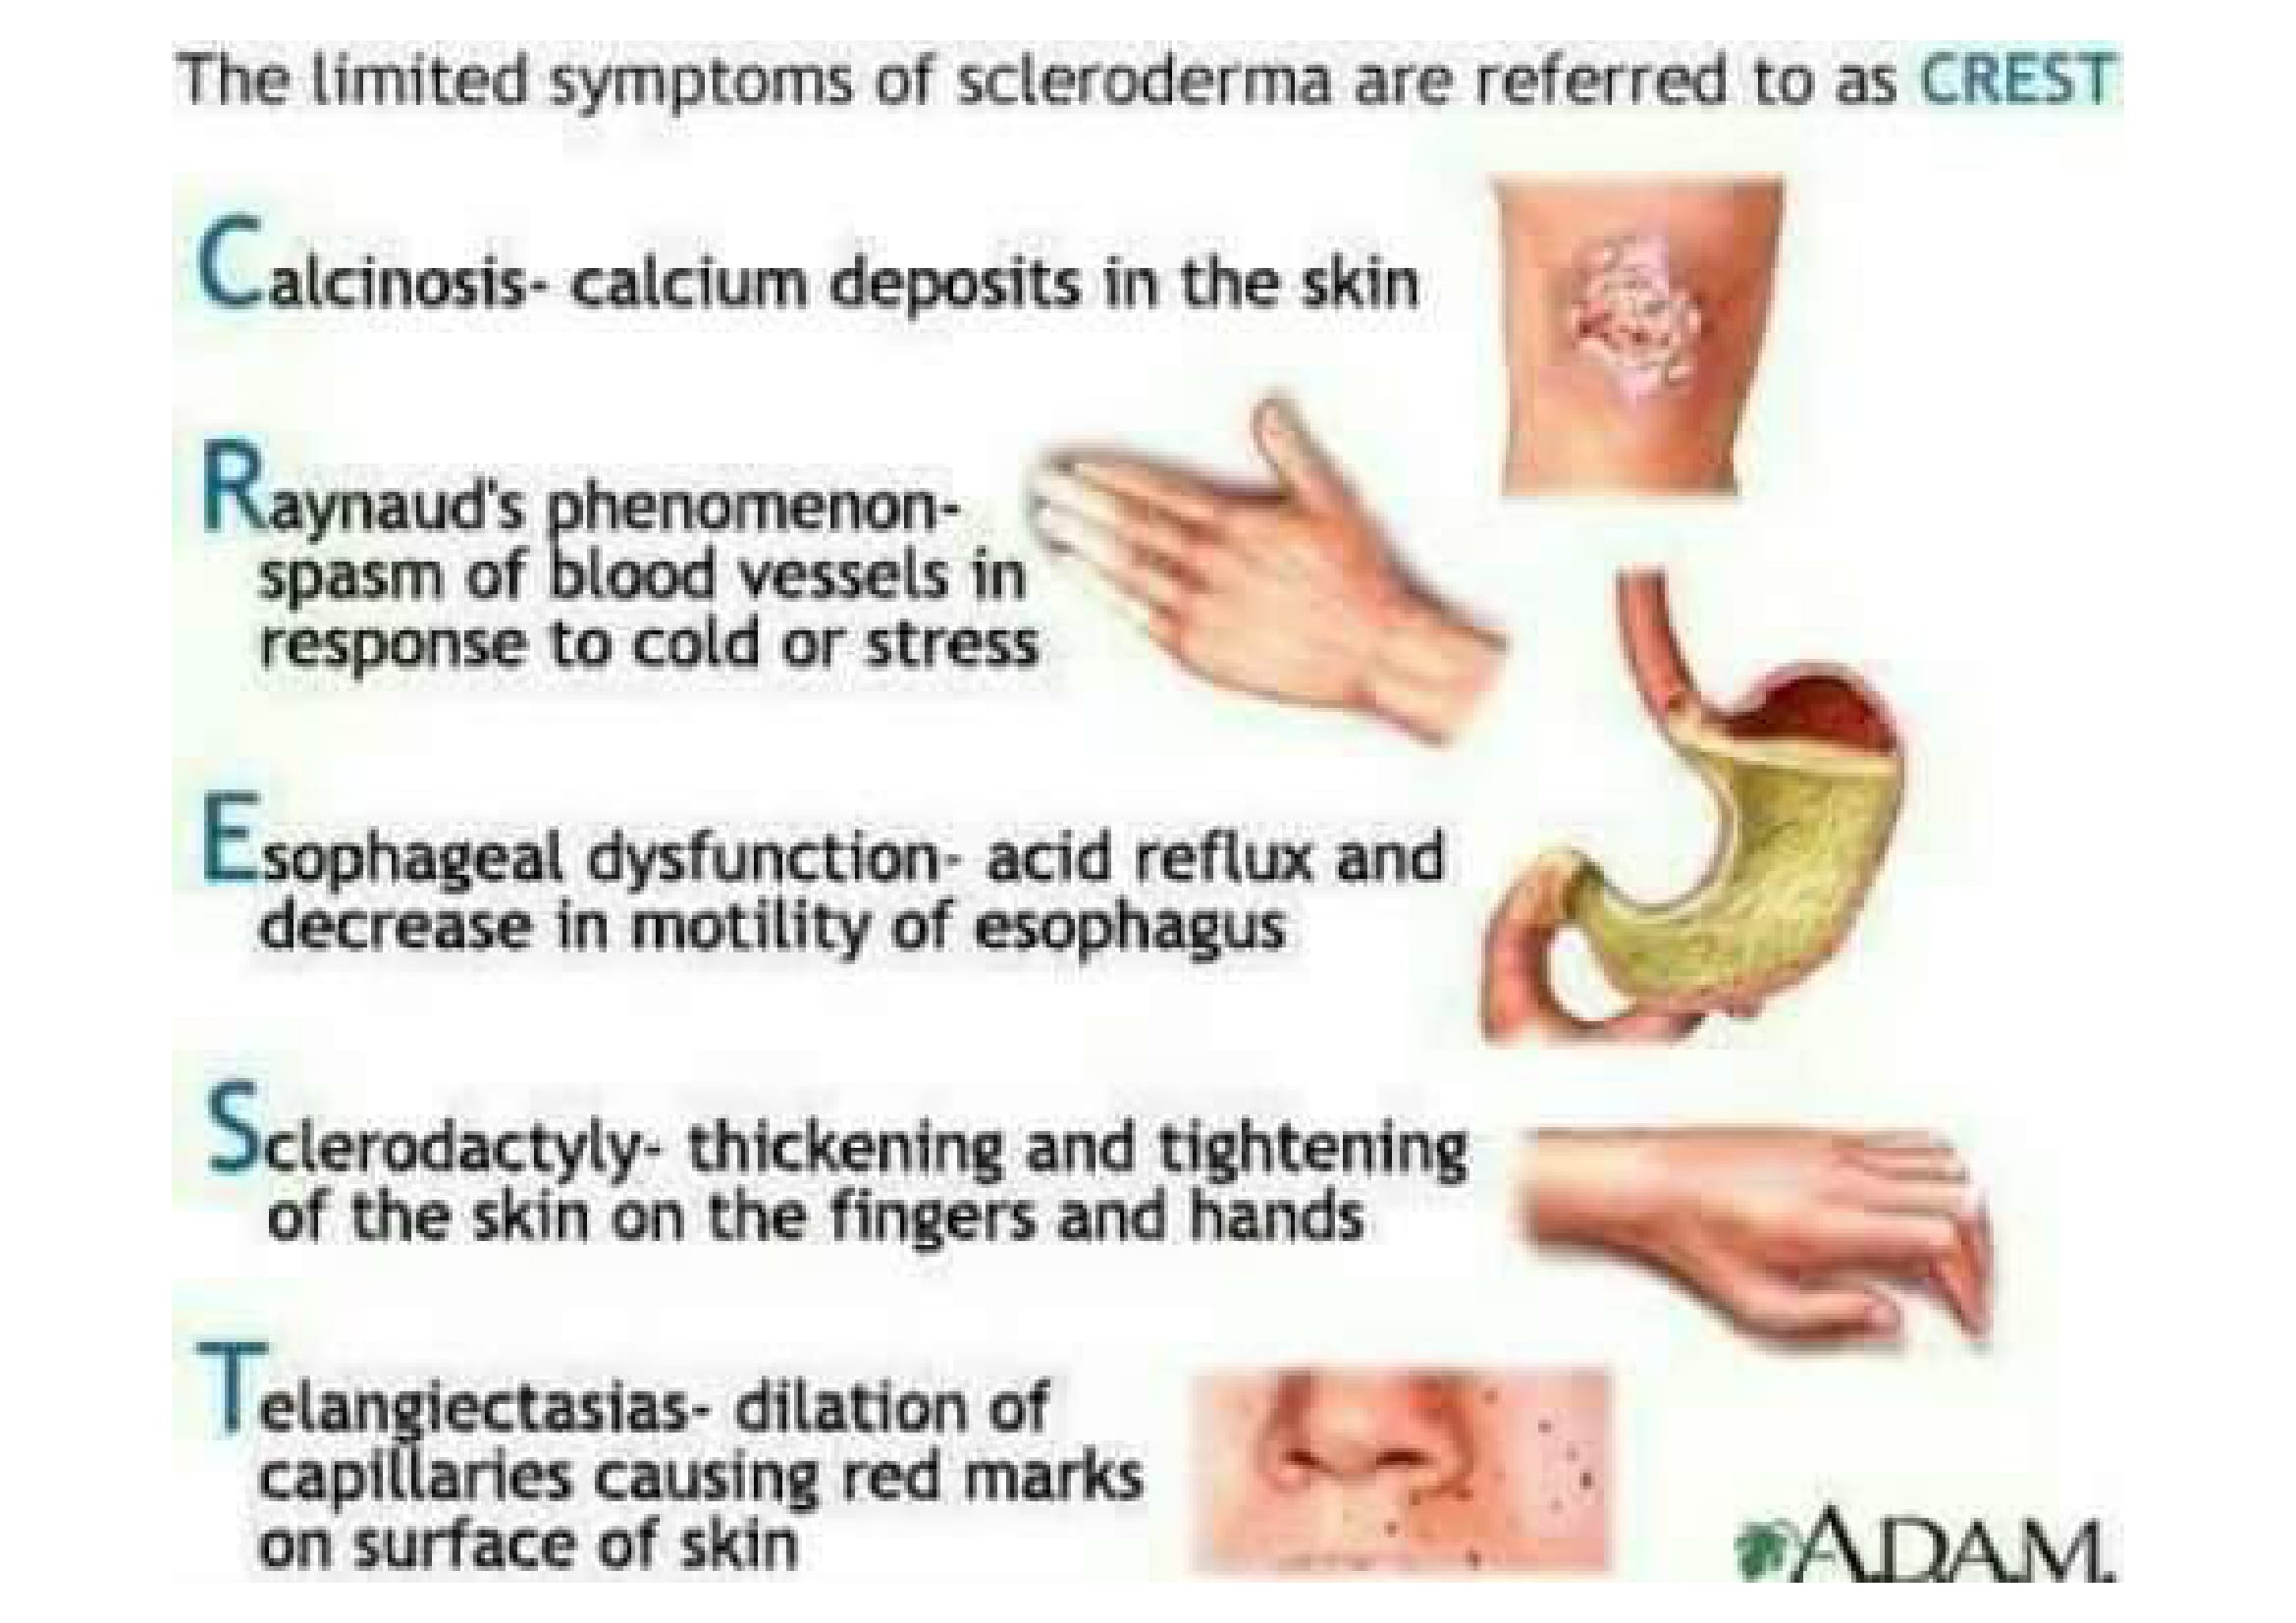 The limited symptoms of scleroderma are referred to as CREST
Calcinosis- calcium deposits in the skin
Raynaud's phenomenon-
spasm of blood vessels in
response to cold or stress
Esophageal dysfunction- acid reflux and
decrease in motility of esophagus
Sclerodactyly- thickening and tightening
of the skin on the fingers and hands
Telangiectasias- dilation of
capillaries causing red marks
on surface of skin
A.D.A.M.